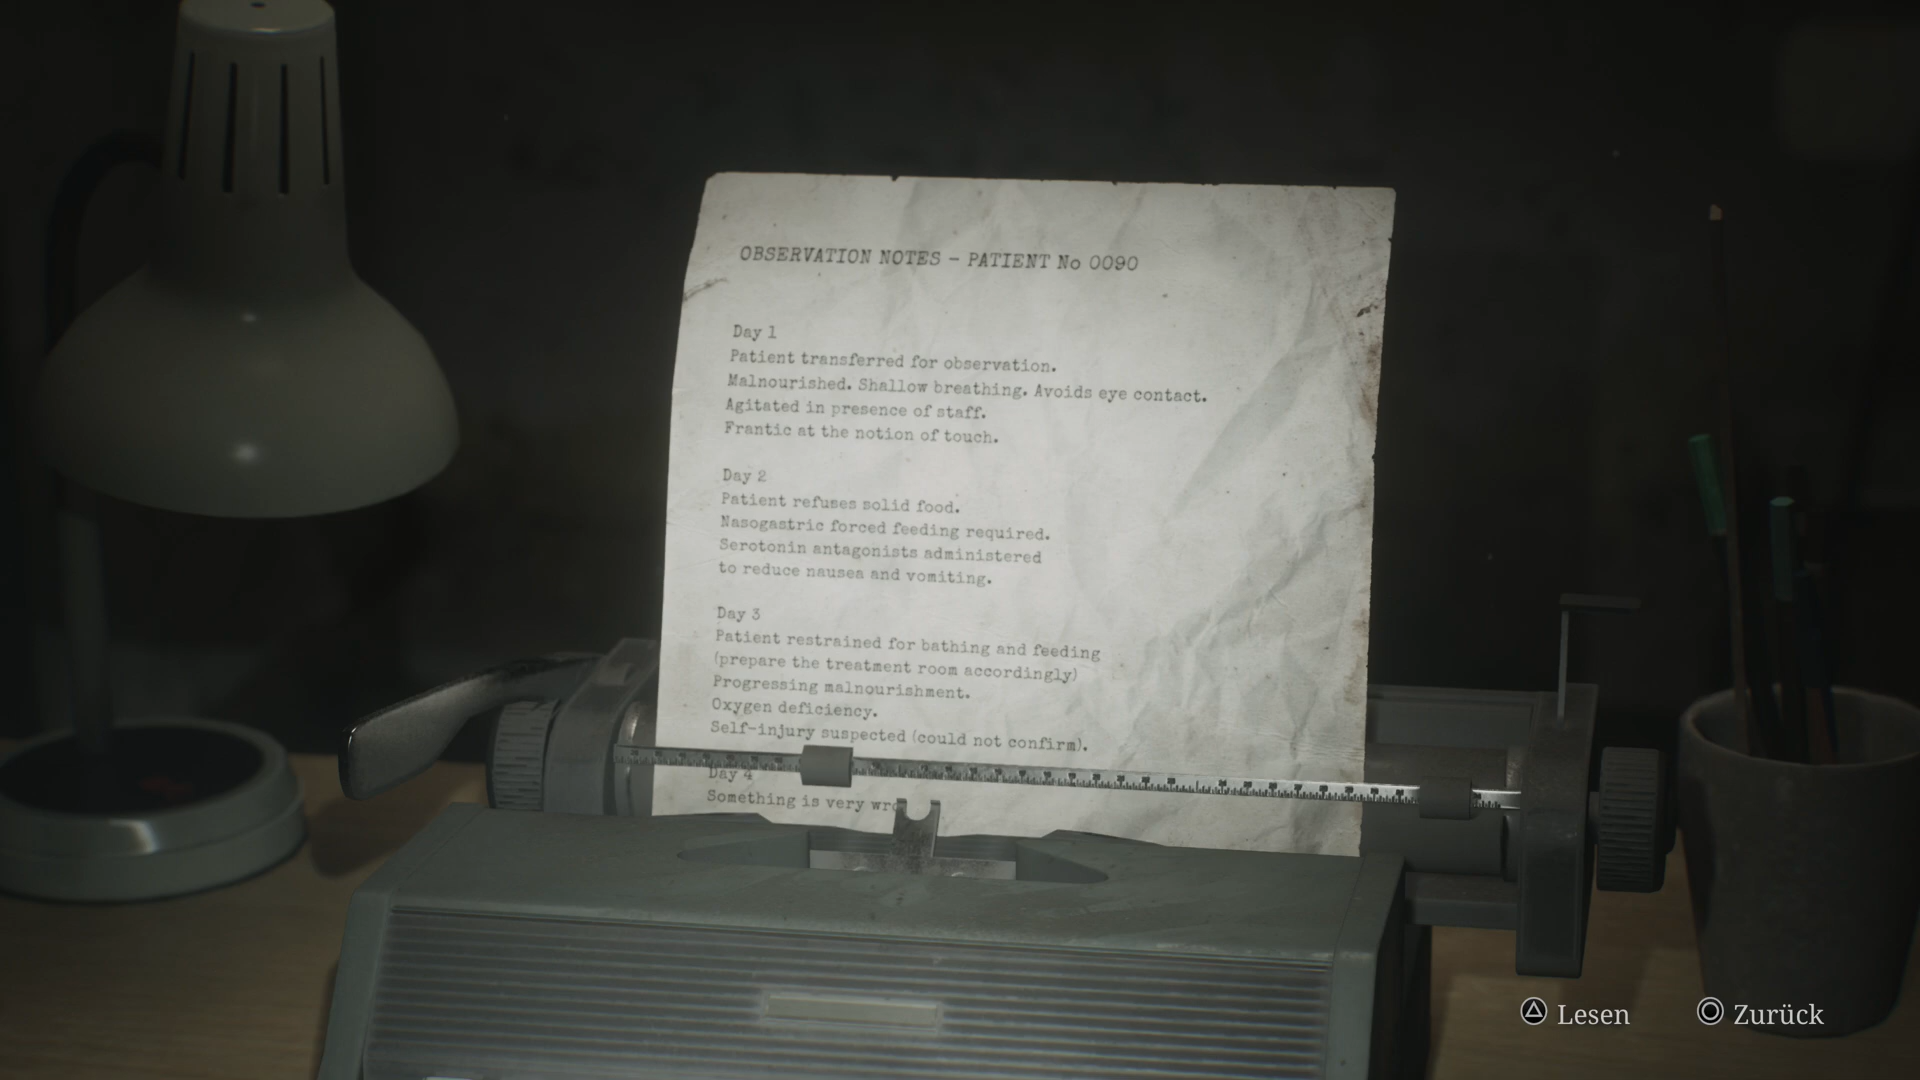 OBSERVATION NOTES - PATIENT No 0090
Day 1
Patient transferred for observation.
Malnourished. Shallow breathing. Avoids eye contact.
Agitated in presence of staff.
Frantic at the notion of touch.
Day 2
Patient refuses solid food.
Nasogastric forced feeding required.
Serotonin antagonists administered
to reduce nausea and vomiting.
Day 3
Patient restrained for bathing and feeding
(prepare the treatment room accordingly)
Progressing malnourishment.
Oxygen deficiency.
Self-injury suspected (could not confirm).
Day 4
Something is very wro
Lesen
Zurück